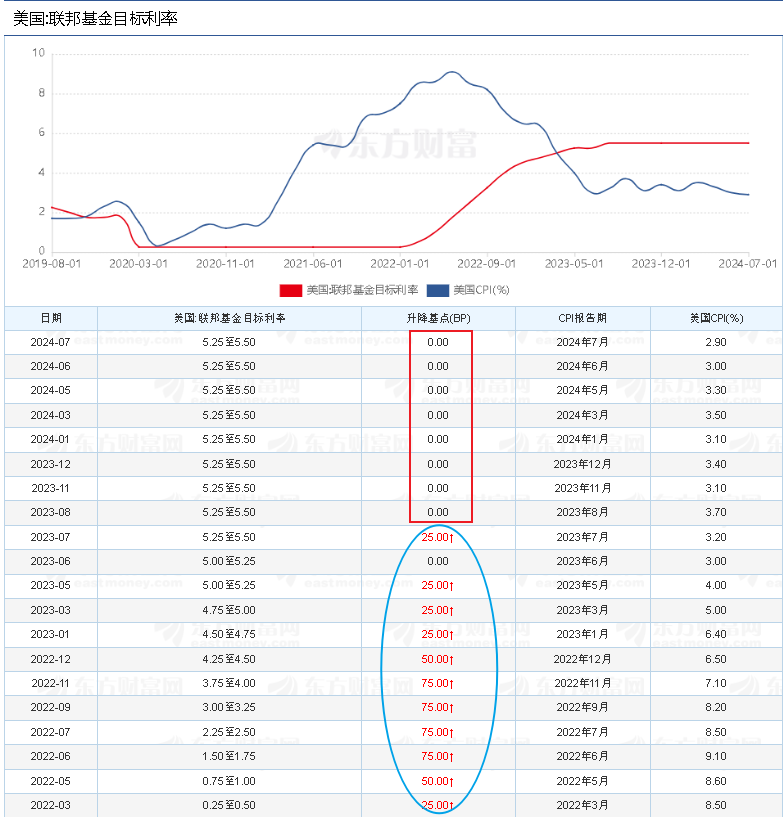 美国:联邦基金目标利率
10
8
6
4
2
0
东方财富
2019-08-01 2020-03-01 2020-11-01 2021-06-01 2022-01-01 2022-09-01 2023-05-01 2023-12-01 2024-07-01
美国:联邦基金目标利率 美国CPI(%)
日期 美国:联邦基金目标利率 升降基点(BP) CPI报告期 美国CPI(%)
2024-07 5.25至5.50 0.00 2024年7月 2.90
2024-06 5.25至5.50 0.00 2024年6月 3.00
2024-05 5.25至5.50 0.00 2024年5月 3.30
2024-03 5.25至5.50 0.00 2024年3月 3.50
2024-01 5.25至5.50 0.00 2024年1月 3.10
2023-12 5.25至5.50 0.00 2023年12月 3.40
2023-11 5.25至5.50 0.00 2023年11月 3.10
2023-08 5.25至5.50 0.00 2023年8月 3.70
2023-07 5.25至5.50 25.00↑ 2023年7月 3.20
2023-06 5.00至5.25 0.00 2023年6月 3.00
2023-05 5.00至5.25 25.00↑ 2023年5月 4.00
2023-03 4.75至5.00 25.00↑ 2023年3月 5.00
2023-01 4.50至4.75 25.00↑ 2023年1月 6.40
2022-12 4.25至4.50 50.00↑ 2022年12月 6.50
2022-11 3.75至4.00 75.00↑ 2022年11月 7.10
2022-09 3.00至3.25 75.00↑ 2022年9月 8.20
2022-07 2.25至2.50 75.00↑ 2022年7月 8.50
2022-06 1.50至1.75 75.00↑ 2022年6月 9.10
2022-05 0.75至1.00 50.00↑ 2022年5月 8.60
2022-03 0.25至0.50 25.00↑ 2022年3月 8.50